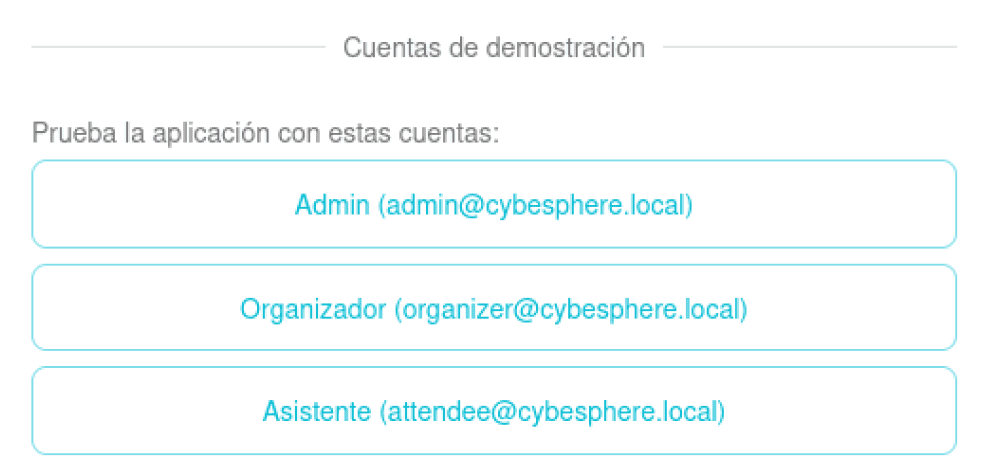 Cuentas de demostración
Prueba la aplicación con estas cuentas:
Admin (admin@cybesphere.local)
Organizador (organizer@cybesphere.local)
Asistente (attendee@cybesphere.local)